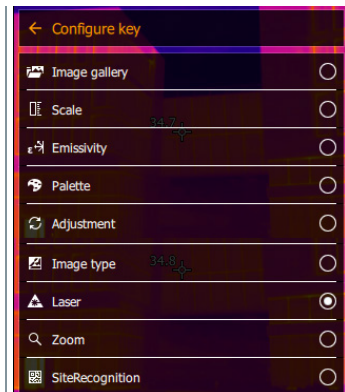 Configure key
Image gallery
Scale
34.7
Emissivity
Palette
Adjustment
Image type
34.8
Laser
Zoom
SiteRecognition